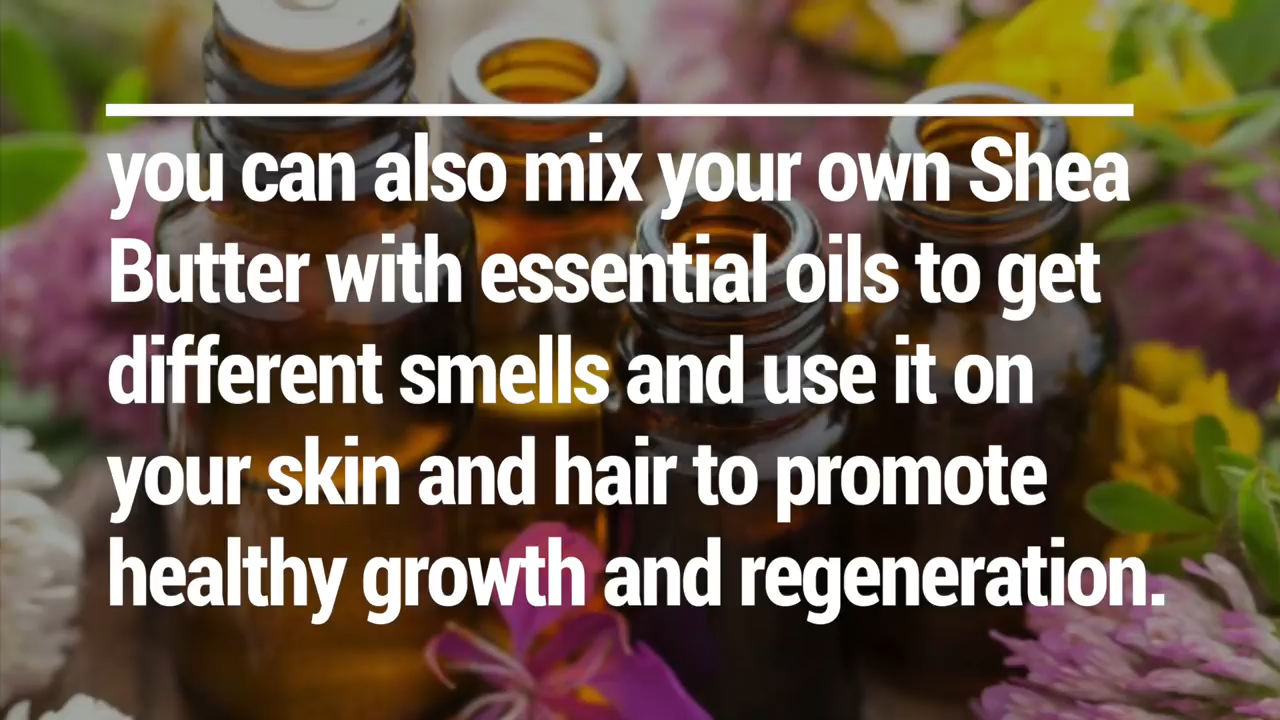 you can also mix your own Shea
Butter with essential oils to get
different smells and use it on
your skin and hair to promote
healthy growth and regeneration.